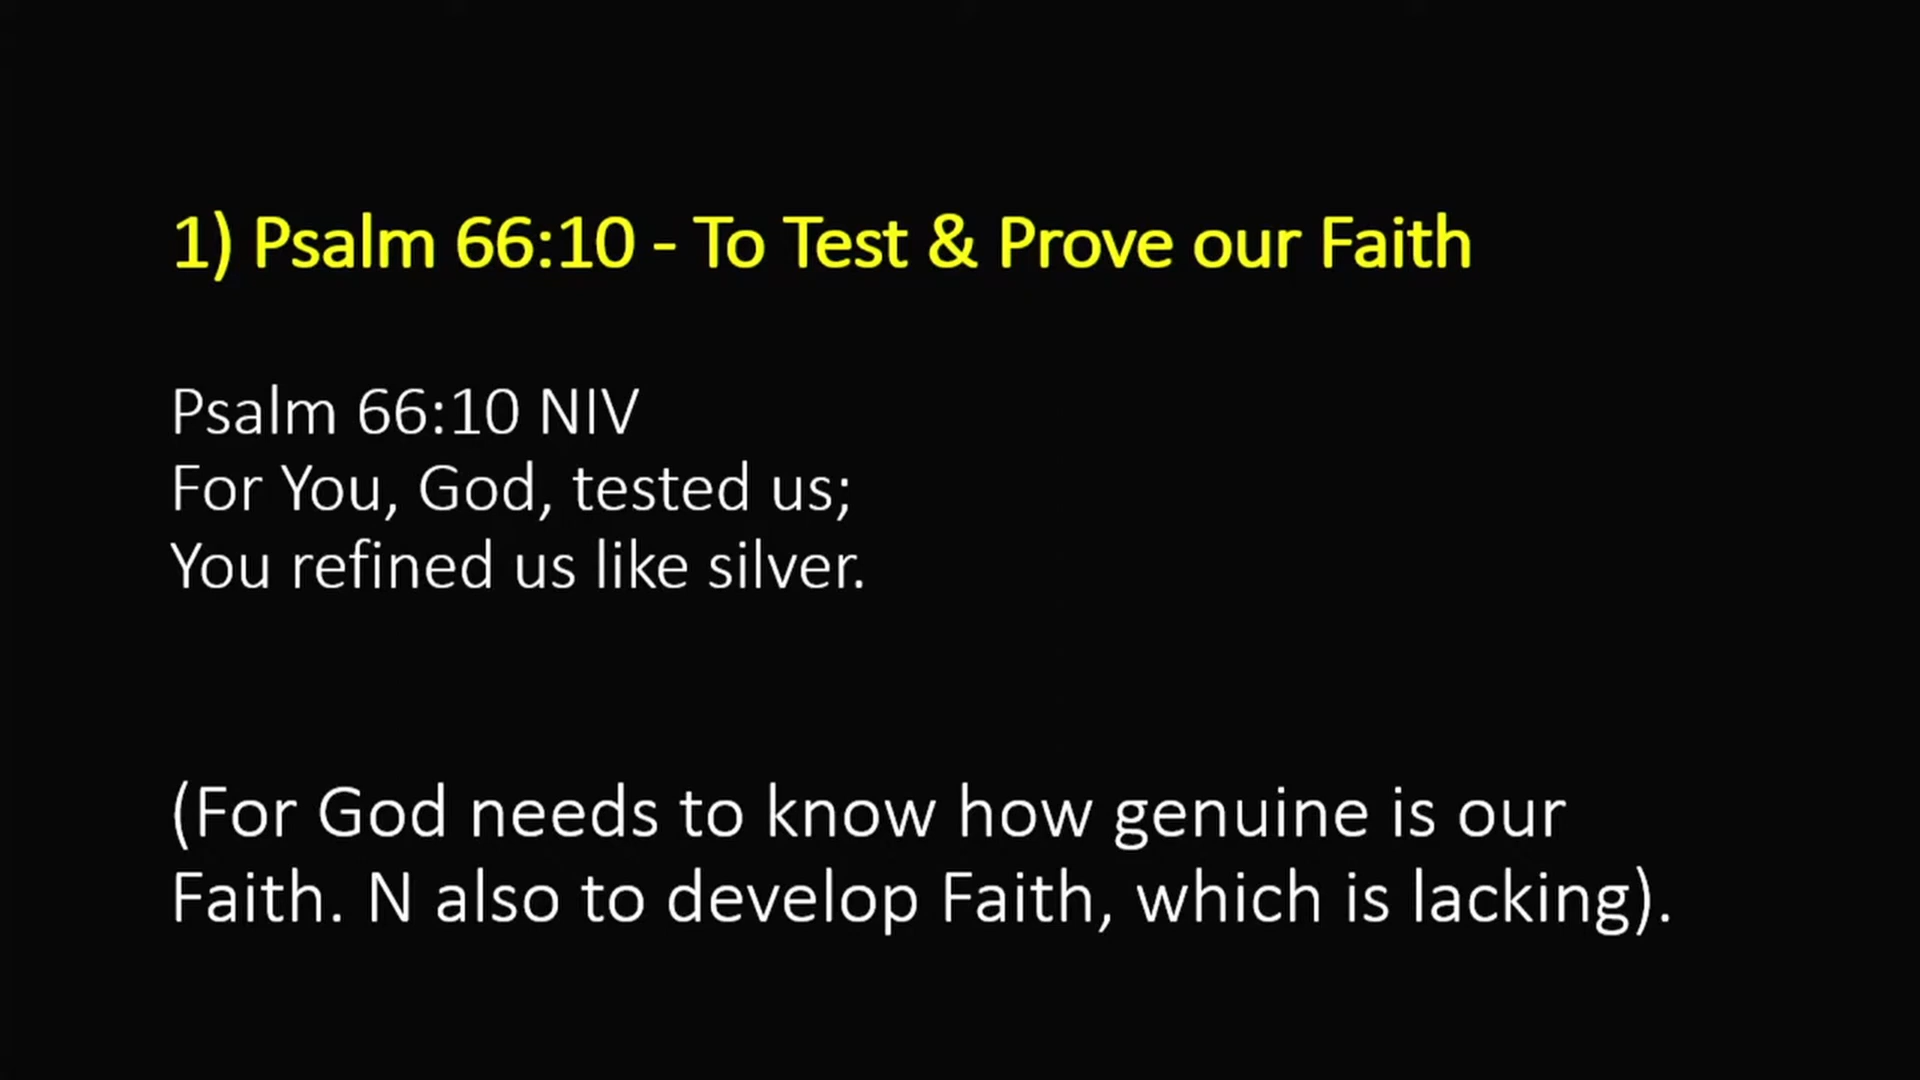 1) Psalm 66:10 - To Test & Prove our Faith
Psalm 66:10 NIV
For You, God, tested us;
You refined us like silver.
(For God needs to know how genuine is our
Faith. N also to develop Faith, which is lacking).